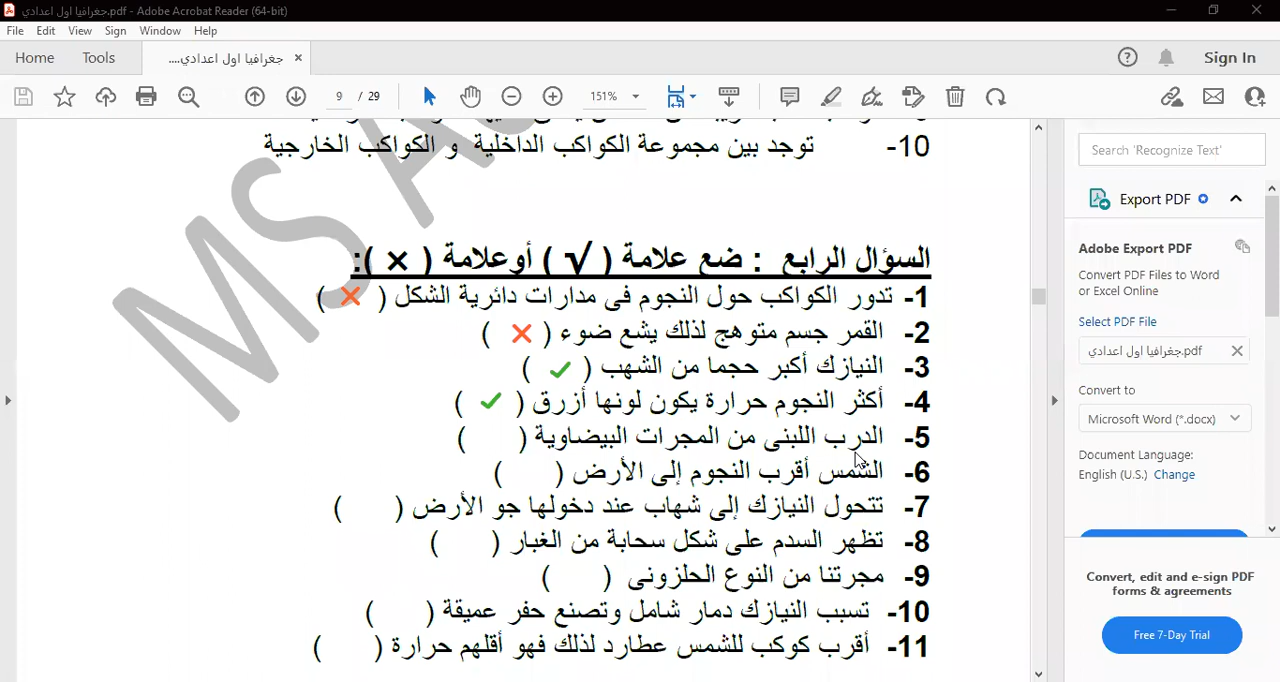 جغرافيا اول اعدادي.pdf - Adobe Acrobat Reader (64-bit)
File Edit View Sign Window Help
Home Tools جغرافيا اول اعدادي.... × Sign In
9 / 29 151%
10- توجد بين مجموعة الكواكب الداخلية و الكواكب الخارجية
السؤال الرابع : ضع علامة ( √ ) أوعلامة ( × ):
1- تدور الكواكب حول النجوم فى مدارات دائرية الشكل ( ✕ )
2- القمر جسم متوهج لذلك يشع ضوء ( ✕ )
3- النيازك أكبر حجما من الشهب ( ✓ )
4- أكثر النجوم حرارة يكون لونها أزرق ( ✓ )
5- الدرب اللبنى من المجرات البيضاوية ( )
6- الشمس أقرب النجوم إلى الأرض ( )
7- تتحول النيازك إلى شهاب عند دخولها جو الأرض ( )
8- تظهر السدم على شكل سحابة من الغبار ( )
9- مجرتنا من النوع الحلزونى ( )
10- تسبب النيازك دمار شامل وتصنع حفر عميقة ( )
11- أقرب كوكب للشمس عطارد لذلك فهو أقلهم حرارة ( )
MS A
Search 'Recognize Text'
Export PDF
Adobe Export PDF
Convert PDF Files to Word
or Excel Online
Select PDF File
جغرافيا اول اعدادي.pdf
Convert to
Microsoft Word (*.docx)
Document Language:
English (U.S.) Change
Convert, edit and e-sign PDF
forms & agreements
Free 7-Day Trial